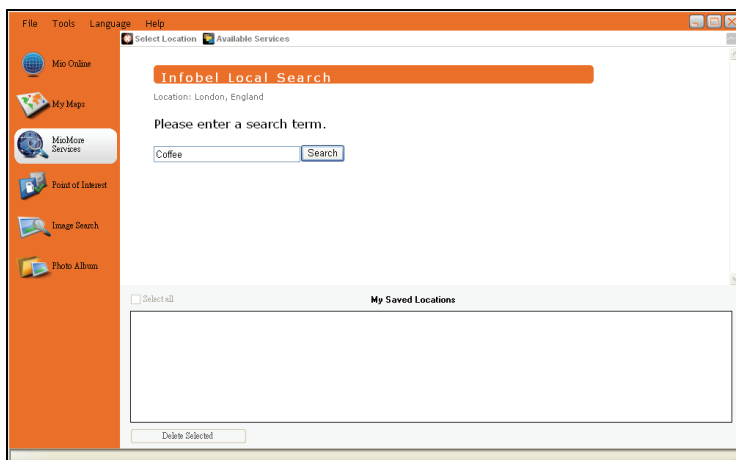 File Tools Language Help
Select Location Available Services
Mio Online
My Maps
MioMore
Services
Point of Interest
Image Search
Photo Album
Infobel Local Search
Location: London, England
Please enter a search term.
Coffee Search
Select all My Saved Locations
Delete Selected